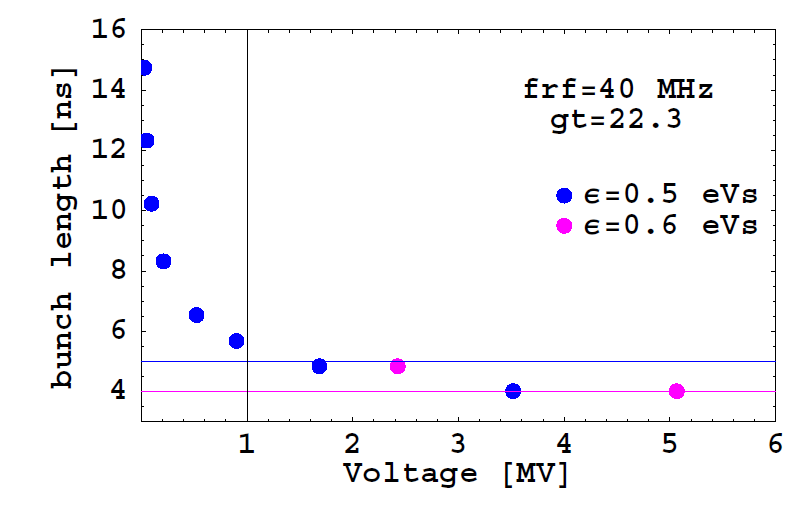 16
14
12
10
8
6
4
bunch length [ns]
frf=40 MHz
gt=22.3
ϵ=0.5 eVs
ϵ=0.6 eVs
1 2 3 4 5 6
Voltage [MV]